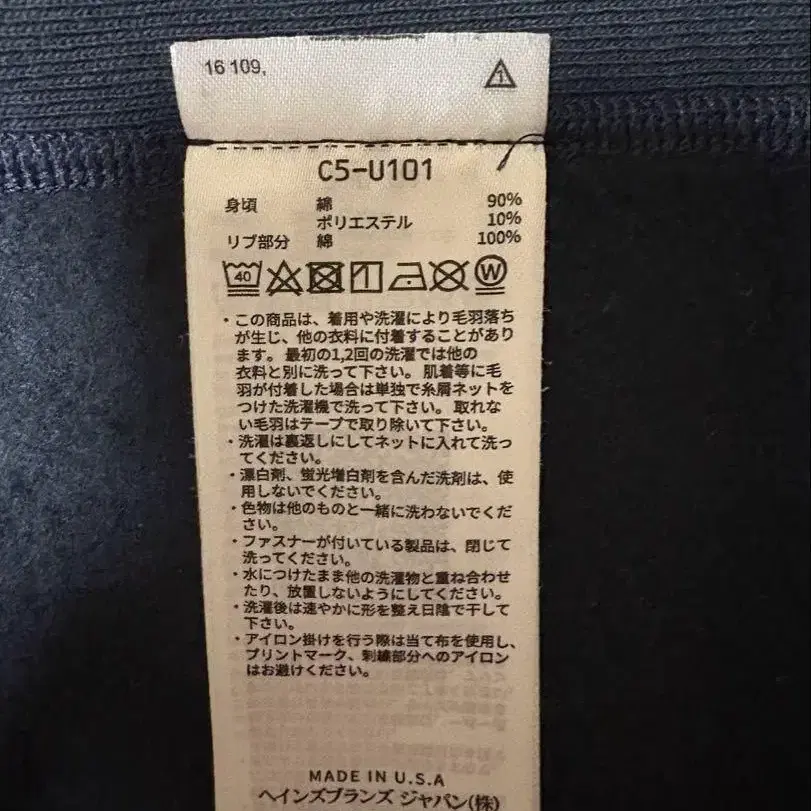 16 109,
1
C5-U101
身頃 綿 90%
ポリエステル 10%
リブ部分 綿 100%
40 W
・この商品は、着用や洗濯により毛羽落ち
が生じ、他の衣料に付着することがあり
ます。最初の1,2回の洗濯では他の
衣料と別に洗って下さい。肌着等に毛
羽が付着した場合は単独で糸屑ネットを
つけた洗濯機で洗って下さい。取れな
い毛羽はテープで取り除いて下さい。
・洗濯は裏返しにしてネットに入れて洗っ
てください。
・漂白剤、蛍光増白剤を含んだ洗剤は、使
用しないでください。
・色物は他のものと一緒に洗わないでくだ
さい。
・ファスナーが付いている製品は、閉じて
洗ってください。
・水につけたまま他の洗濯物と重ね合わせ
たり、放置しないようにしてください。
・洗濯後は速やかに形を整え日陰で干して
下さい。
・アイロン掛けを行う際は当て布を使用し、
プリントマーク、刺繍部分へのアイロン
はお避けください。
MADE IN U.S.A
ヘインズブランズ ジャパン(株)